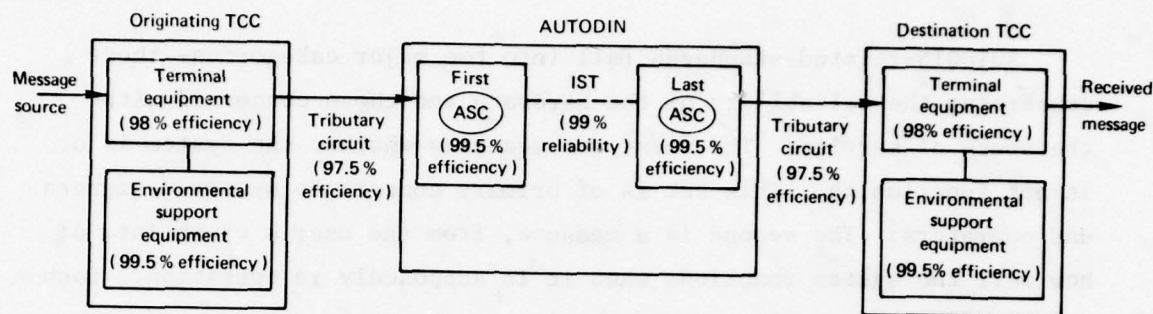 Originating TCC
AUTODIN
Destination TCC
Message
source
Terminal
equipment
(98% efficiency)
Environmental
support
equipment
(99.5% efficiency)
Tributary
circuit
(97.5%
efficiency)
First
ASC
(99.5%
efficiency)
IST
(99%
reliability)
Last
ASC
(99.5%
efficiency)
Tributary
circuit
(97.5%
efficiency)
Terminal
equipment
(98% efficiency)
Environmental
support
equipment
(99.5% efficiency)
Received
message